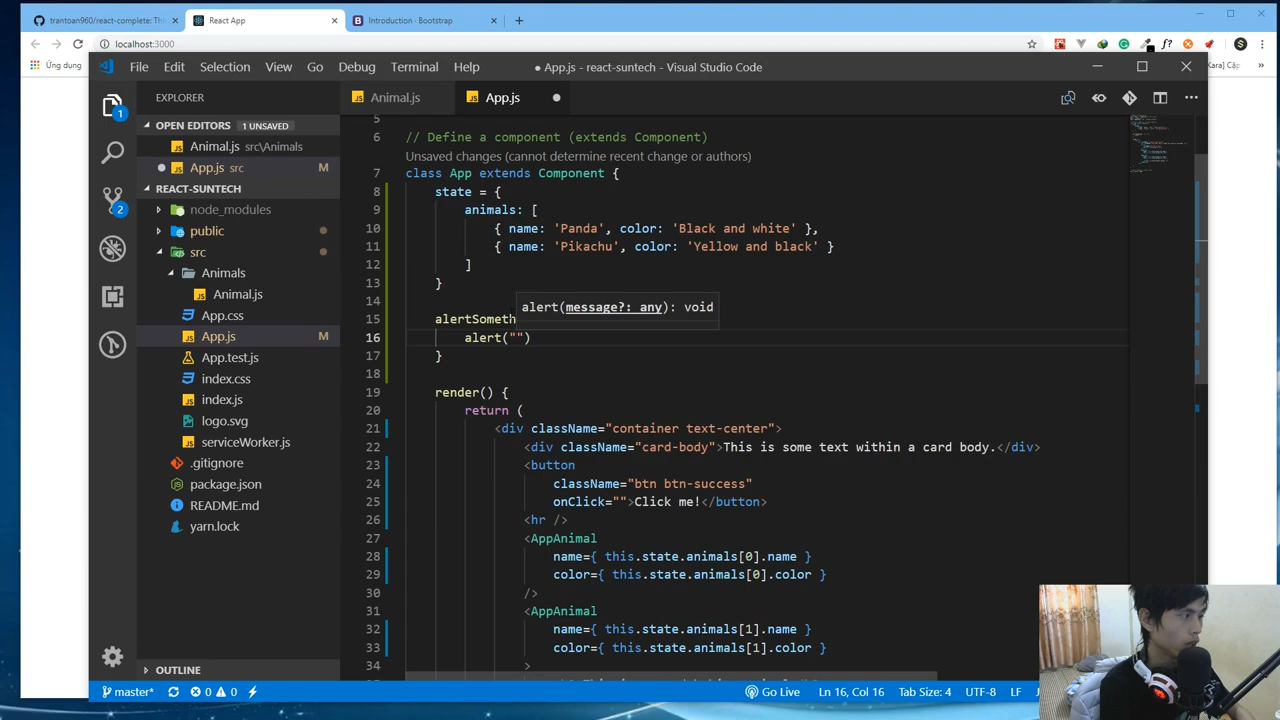 trantoan960/react-complete: Thi
React App
Introduction · Bootstrap
localhost:3000
Ứng dụng
Kara] Cặp
File Edit Selection View Go Debug Terminal Help
● App.js - react-suntech - Visual Studio Code
EXPLORER
OPEN EDITORS 1 UNSAVED
Animal.js src\Animals
App.js src M
REACT-SUNTECH
node_modules
public
src
Animals
Animal.js
App.css
App.js M
App.test.js
index.css
index.js
logo.svg
serviceWorker.js
.gitignore
package.json
README.md
yarn.lock
OUTLINE
1
2
Animal.js
App.js
5
6 // Define a component (extends Component)
Unsaved changes (cannot determine recent change or authors)
7 class App extends Component {
8 state = {
9 animals: [
10 { name: 'Panda', color: 'Black and white' },
11 { name: 'Pikachu', color: 'Yellow and black' }
12 ]
13 }
14
alert(message?: any): void
15 alertSometh
16 alert("")
17 }
18
19 render() {
20 return (
21 <div className="container text-center">
22 <div className="card-body">This is some text within a card body.</div>
23 <button
24 className="btn btn-success"
25 onClick="">Click me!</button>
26 <hr />
27 <AppAnimal
28 name={ this.state.animals[0].name }
29 color={ this.state.animals[0].color }
30 />
31 <AppAnimal
32 name={ this.state.animals[1].name }
33 color={ this.state.animals[1].color }
34 >
master* 0 0 Go Live Ln 16, Col 16 Tab Size: 4 UTF-8 LF